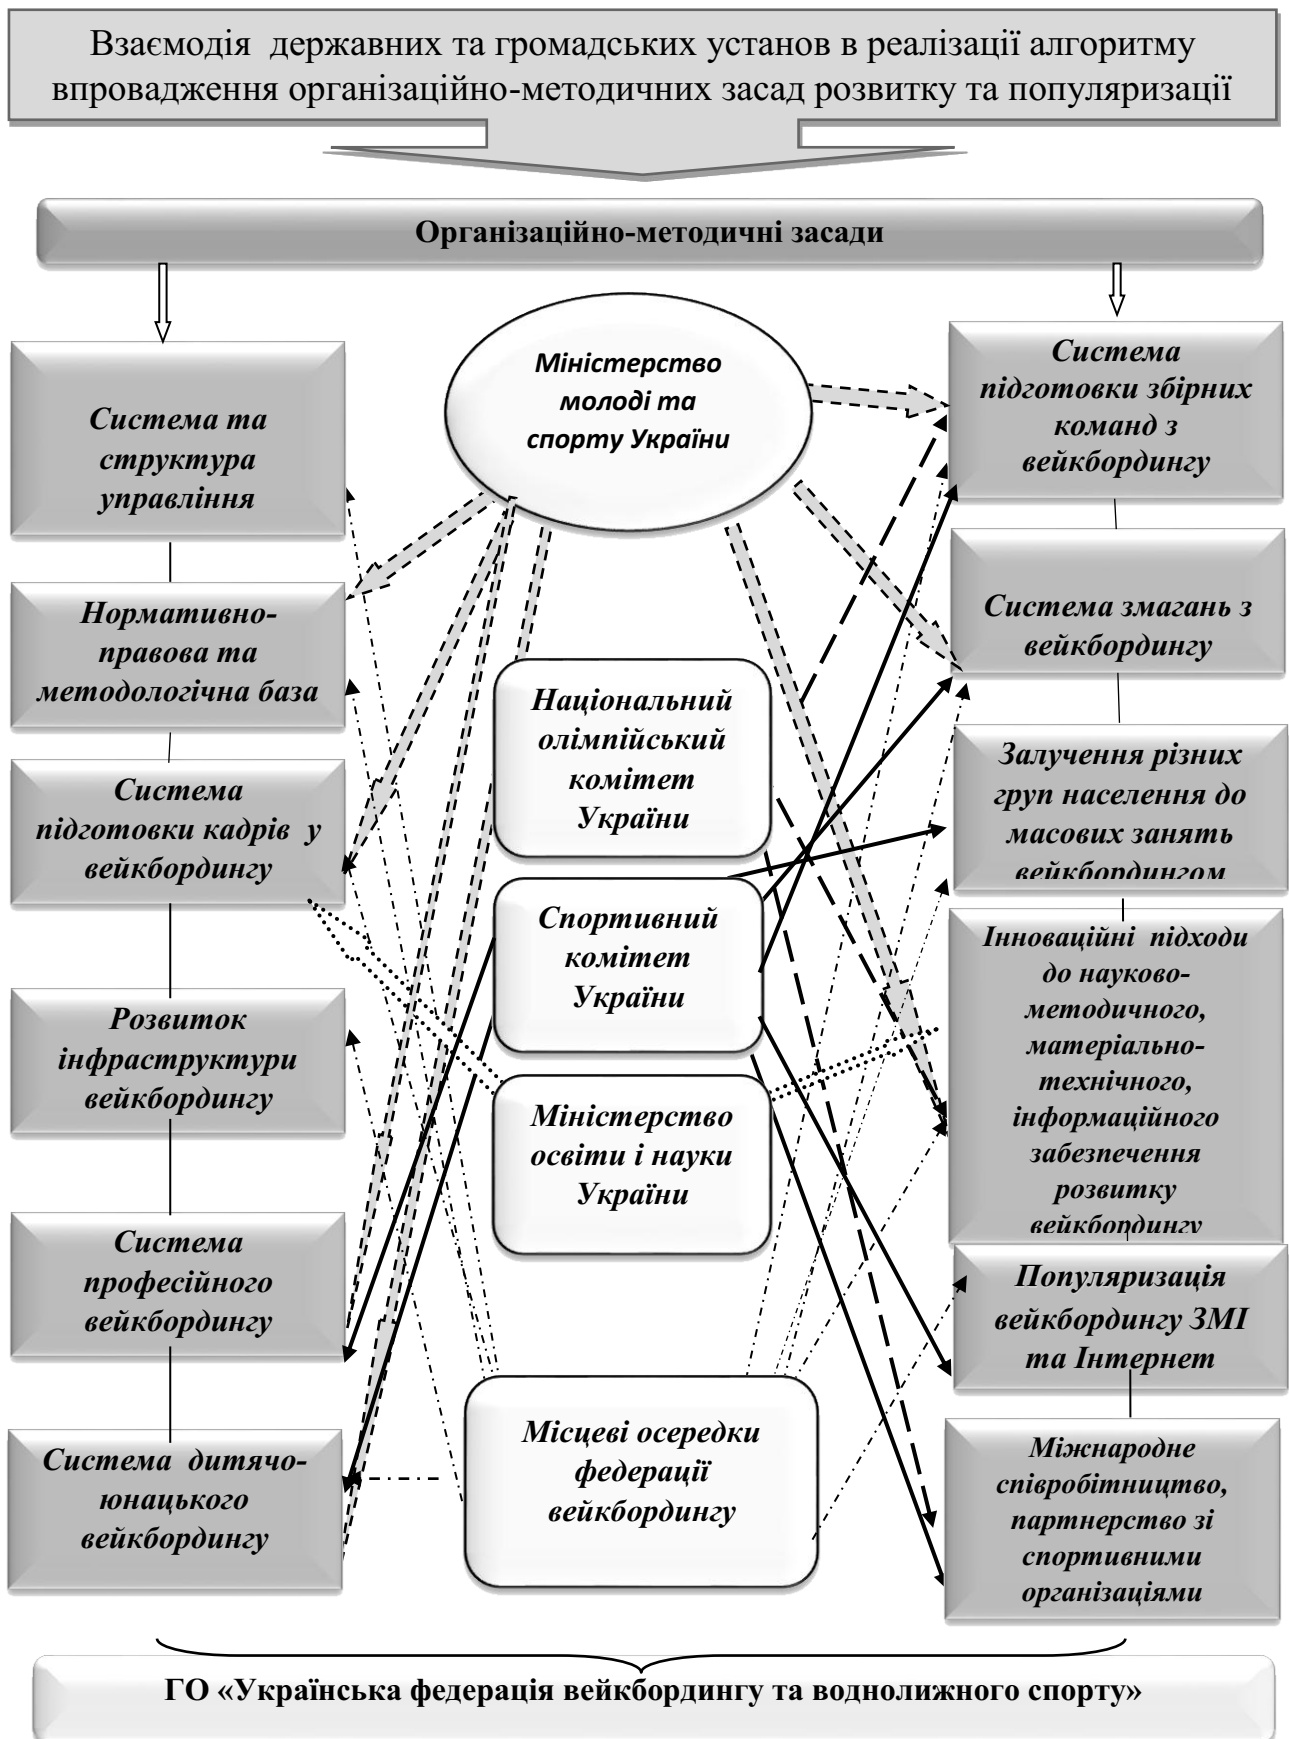 Взаємодія державних та громадських установ в реалізації алгоритму
впровадження організаційно-методичних засад розвитку та популяризації
Організаційно-методичні засади
Система та
структура
управління
Нормативно-
правова та
методологічна база
Система
підготовки кадрів у
вейкбордингу
Розвиток
інфраструктури
вейкбордингу
Система
професійного
вейкбордингу
Система дитячо-
юнацького
вейкбордингу
Міністерство
молоді та
спорту України
Національний
олімпійський
комітет
України
Спортивний
комітет
України
Міністерство
освіти і науки
України
Місцеві осередки
федерації
вейкбордингу
Система
підготовки збірних
команд з
вейкбордингу
Система змагань з
вейкбордингу
Залучення різних
груп населення до
масових занять
вейкбордингом
Інноваційні підходи
до науково-
методичного,
матеріально-
технічного,
інформаційного
забезпечення
розвитку
вейкбордингу
Популяризація
вейкбордингу ЗМІ
та Інтернет
Міжнародне
співробітництво,
партнерство зі
спортивними
організаціями
ГО «Українська федерація вейкбордингу та воднолижного спорту»